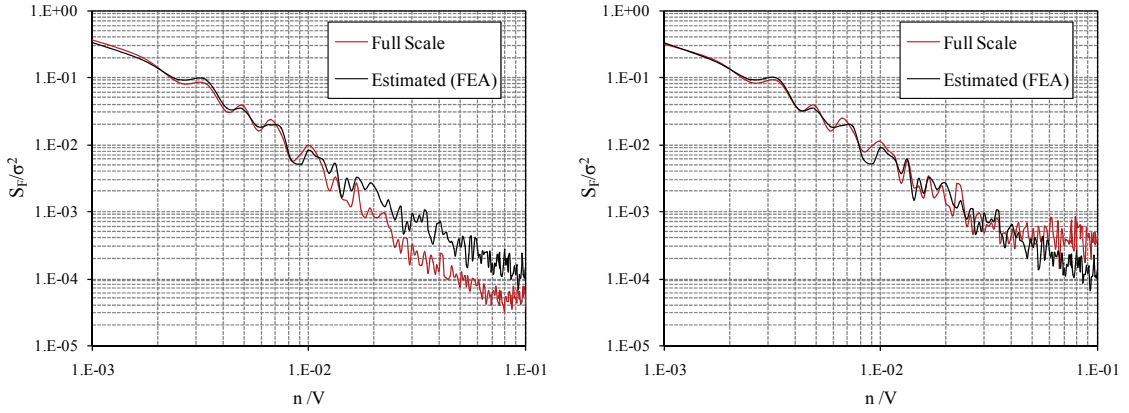 1.E+00
1.E-01
1.E-02
1.E-03
1.E-04
1.E-05
S_F/σ²
Full Scale
Estimated (FEA)
1.E-03
1.E-02
1.E-01
n /V
1.E+00
1.E-01
1.E-02
1.E-03
1.E-04
1.E-05
S_F/σ²
Full Scale
Estimated (FEA)
1.E-03
1.E-02
1.E-01
n /V